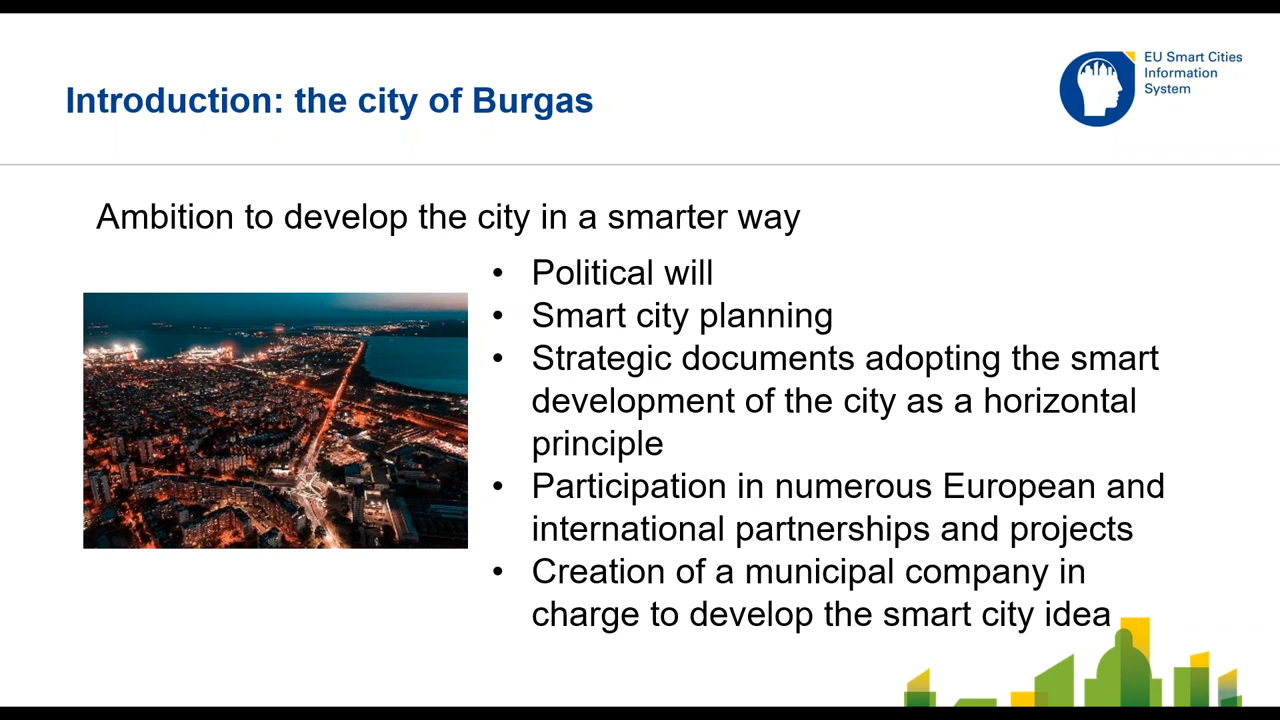 Introduction: the city of Burgas
EU Smart Cities
Information
System
Ambition to develop the city in a smarter way
• Political will
• Smart city planning
• Strategic documents adopting the smart
development of the city as a horizontal
principle
• Participation in numerous European and
international partnerships and projects
• Creation of a municipal company in
charge to develop the smart city idea